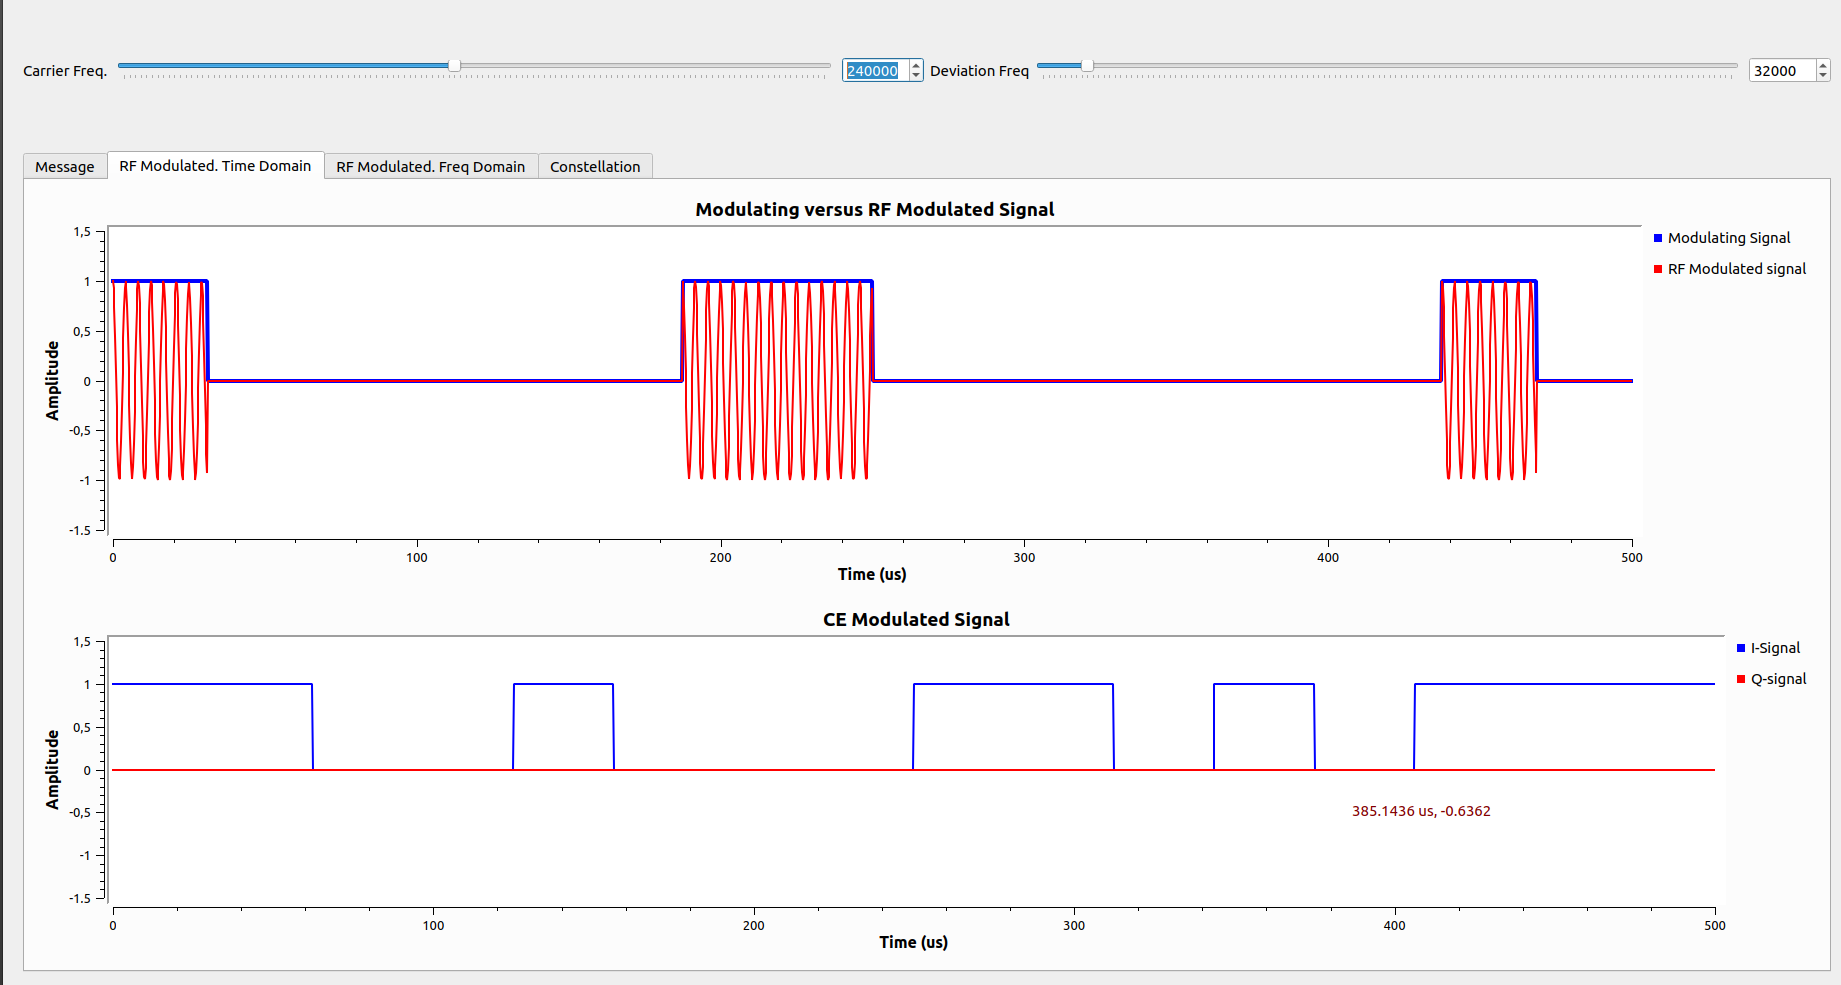 Carrier Freq.
240000
Deviation Freq
32000
Message
RF Modulated. Time Domain
RF Modulated. Freq Domain
Constellation
Modulating versus RF Modulated Signal
1,5
1
0,5
0
-0,5
-1
-1.5
Amplitude
0
100
200
300
400
500
Time (us)
Modulating Signal
RF Modulated signal
CE Modulated Signal
1,5
1
0,5
0
-0,5
-1
-1.5
Amplitude
385.1436 us, -0.6362
0
100
200
300
400
500
Time (us)
I-Signal
Q-signal